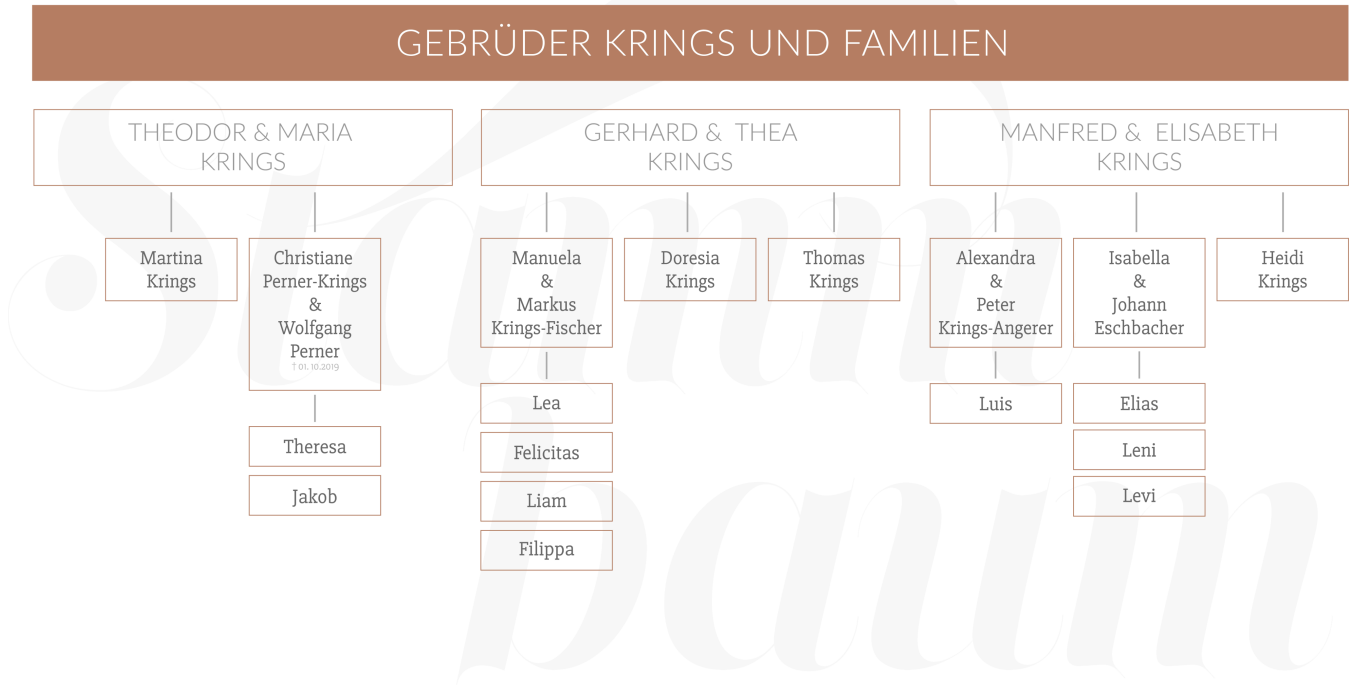 GEBRÜDER KRINGS UND FAMILIEN
THEODOR & MARIA
KRINGS
Martina
Krings
Christiane
Perner-Krings
&
Wolfgang
Perner
† 01. 10.2019
Theresa
Jakob
GERHARD & THEA
KRINGS
Manuela
&
Markus
Krings-Fischer
Lea
Felicitas
Liam
Filippa
Doresia
Krings
Thomas
Krings
MANFRED & ELISABETH
KRINGS
Alexandra
&
Peter
Krings-Angerer
Luis
Isabella
&
Johann
Eschbacher
Elias
Leni
Levi
Heidi
Krings
Stamm
baum